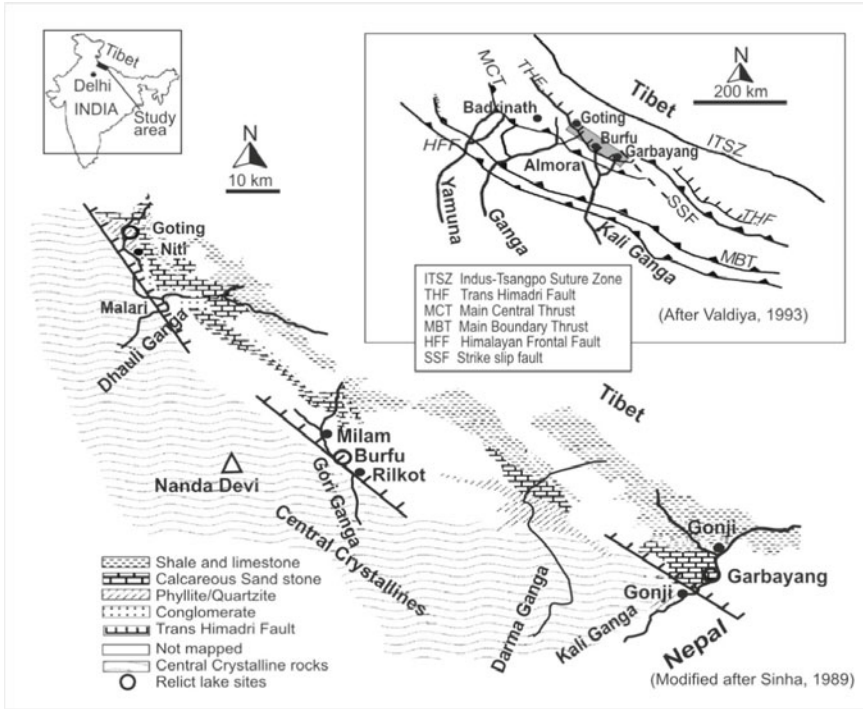 Tibet
Delhi
INDIA
Study
area
N
10 km
N
200 km
MCT
THF
Tibet
Badrinath
Goting
Burfu
Garbayang
ITSZ
HFF
Almora
SSF
THF
Yamuna
Ganga
Kali Ganga
MBT
ITSZ Indus-Tsangpo Suture Zone
THF Trans Himadri Fault
MCT Main Central Thrust
MBT Main Boundary Thrust
HFF Himalayan Frontal Fault
SSF Strike slip fault
(After Valdiya, 1993)
Goting
Niti
Malari
Dhauli Ganga
Tibet
Milam
Burfu
Rilkot
Nanda Devi
Gori Ganga
Central Crystallines
Gonji
Garbayang
Gonji
Darma Ganga
Kali Ganga
Nepal
Shale and limestone
Calcareous Sand stone
Phyllite/Quartzite
Conglomerate
Trans Himadri Fault
Not mapped
Central Crystalline rocks
Relict lake sites
(Modified after Sinha, 1989)